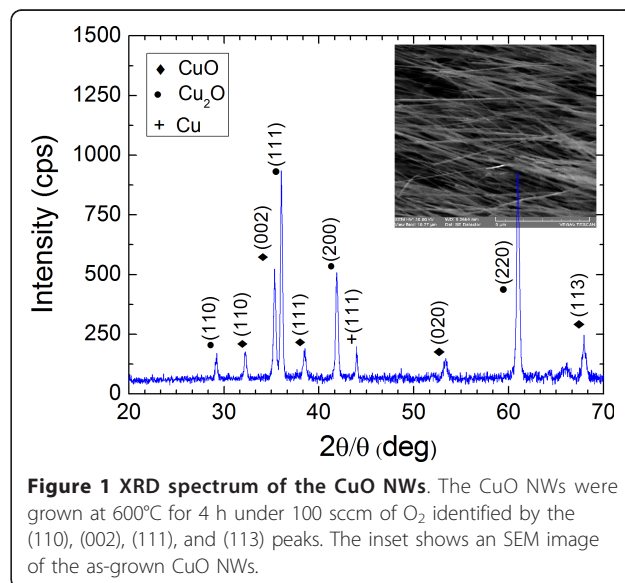 1500
1250
1000
750
500
250
0
Intensity (cps)
◆ CuO
● Cu₂O
+ Cu
●(110)
◆(110)
◆(002)
●(111)
◆(111)
●(200)
+(111)
◆(020)
●(220)
◆(113)
20 30 40 50 60 70
2θ/θ (deg)
VEGA\\ TESCAN
Figure 1 XRD spectrum of the CuO NWs. The CuO NWs were
grown at 600°C for 4 h under 100 sccm of O₂ identified by the
(110), (002), (111), and (113) peaks. The inset shows an SEM image
of the as-grown CuO NWs.